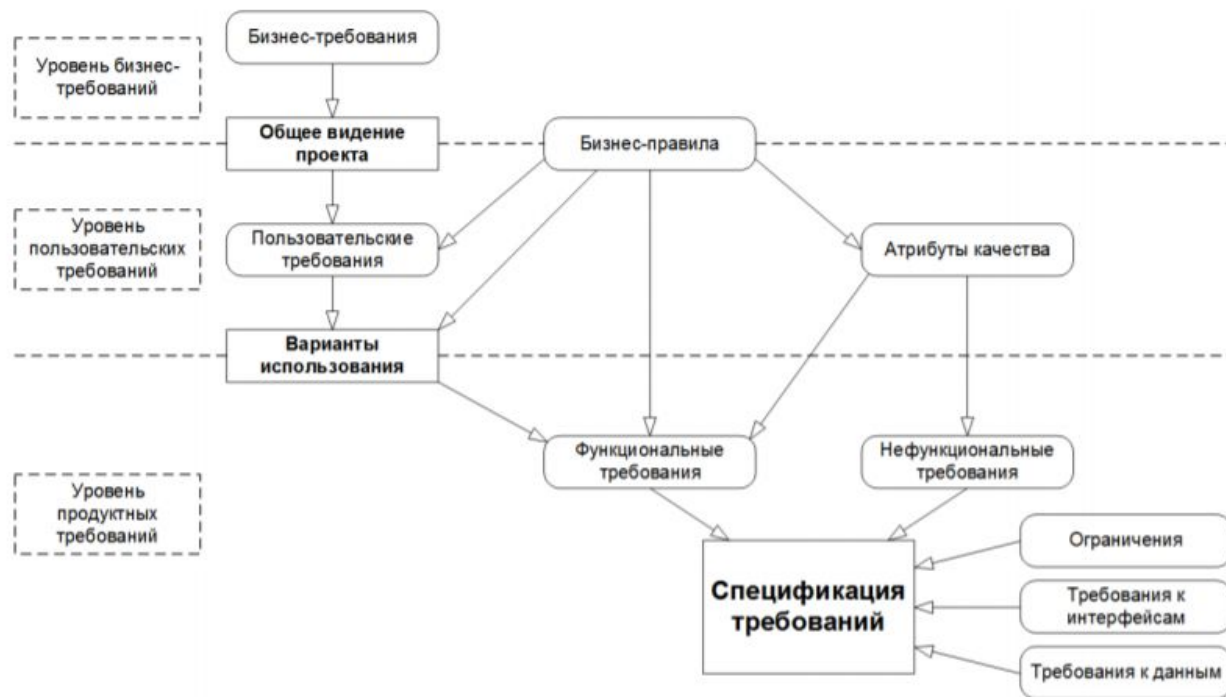 Бизнес-требования
Уровень бизнес-
требований
Общее видение
проекта
Бизнес-правила
Уровень
пользовательских
требований
Пользовательские
требования
Атрибуты качества
Варианты
использования
Функциональные
требования
Нефункциональные
требования
Уровень
продуктных
требований
Спецификация
требований
Ограничения
Требования к
интерфейсам
Требования к данным